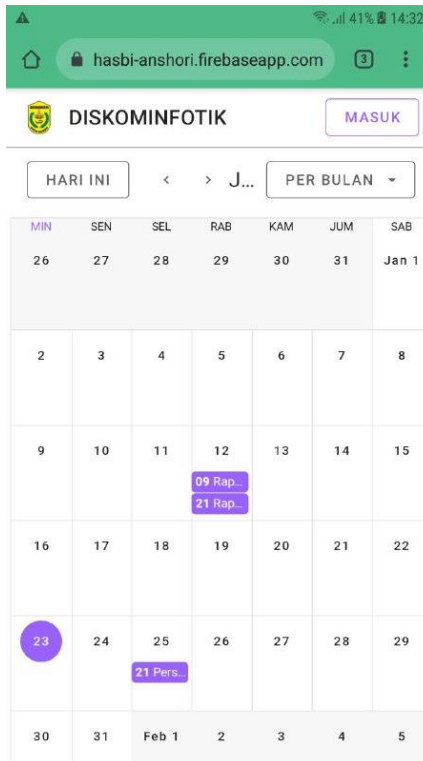 41% 14:32
hasbi-anshori.firebaseapp.com 3
DISKOMINFOTIK MASUK
HARI INI < > J... PER BULAN
MIN SEN SEL RAB KAM JUM SAB
26 27 28 29 30 31 Jan 1
2 3 4 5 6 7 8
9 10 11 12 13 14 15
09 Rap...
21 Rap...
16 17 18 19 20 21 22
23 24 25 26 27 28 29
21 Pers...
30 31 Feb 1 2 3 4 5